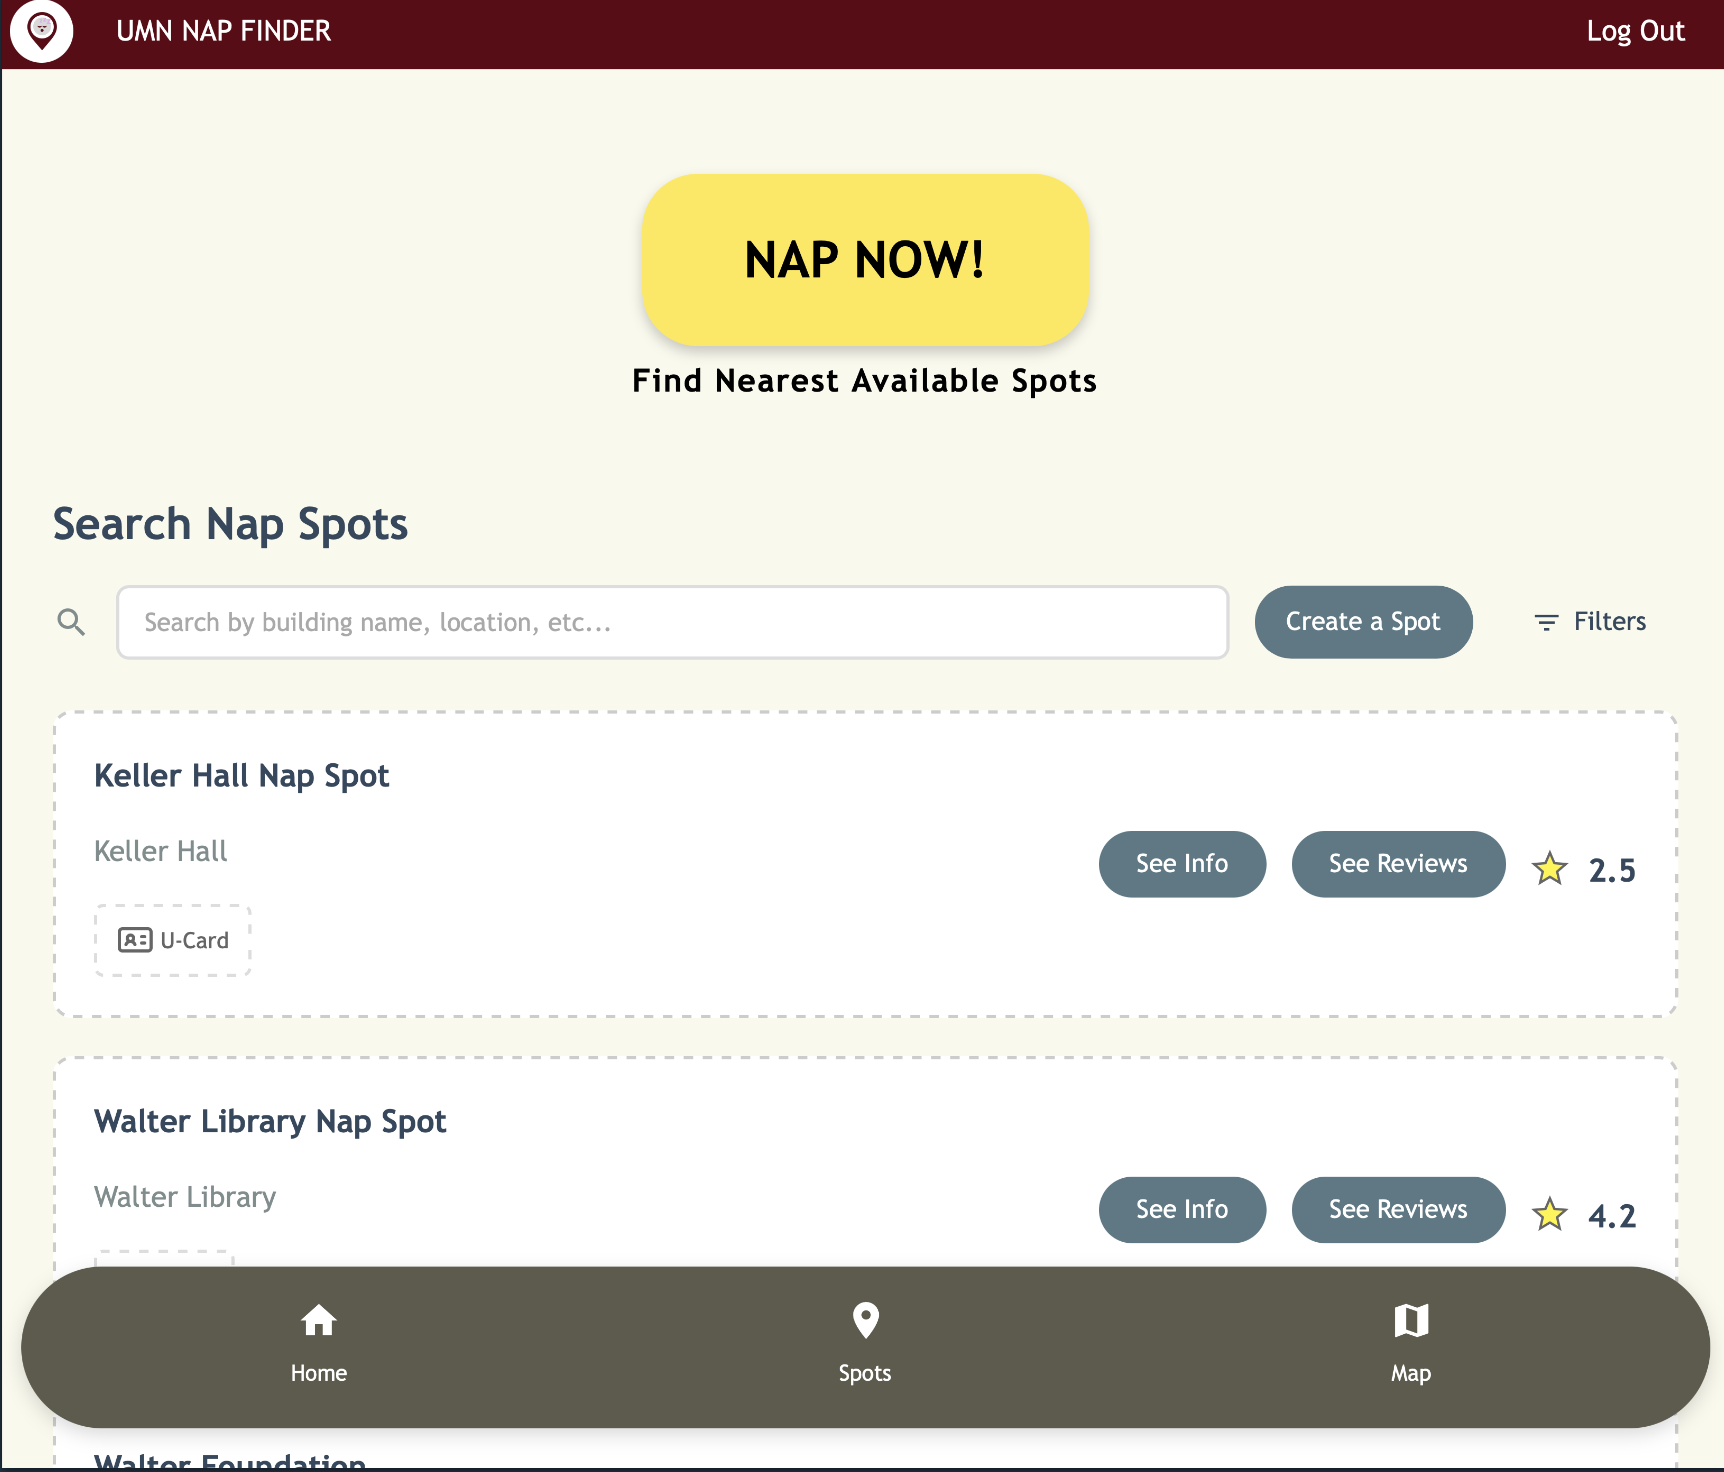 UMN NAP FINDER
Log Out
NAP NOW!
Find Nearest Available Spots
Search Nap Spots
Search by building name, location, etc...
Create a Spot
Filters
Keller Hall Nap Spot
Keller Hall
See Info
See Reviews
2.5
U-Card
Walter Library Nap Spot
Walter Library
See Info
See Reviews
4.2
Home
Spots
Map
Walter Foundation